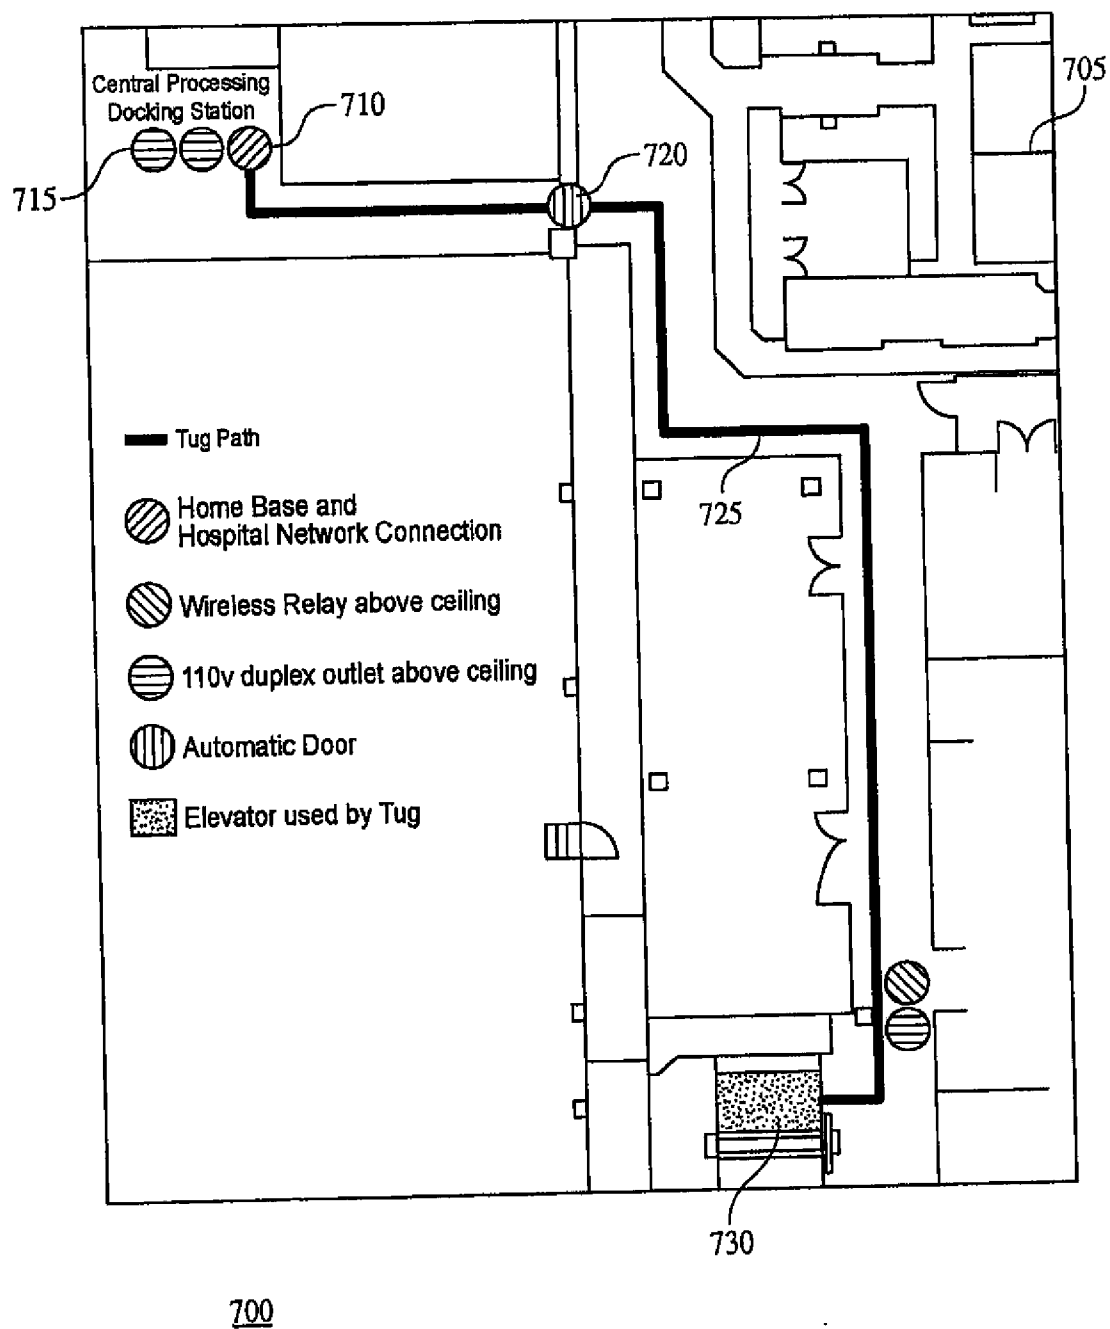 705
Central Processing
Docking Station
710
720
715
Tug Path
725
Home Base and
Hospital Network Connection
Wireless Relay above ceiling
110v duplex outlet above ceiling
Automatic Door
Elevator used by Tug
730
700